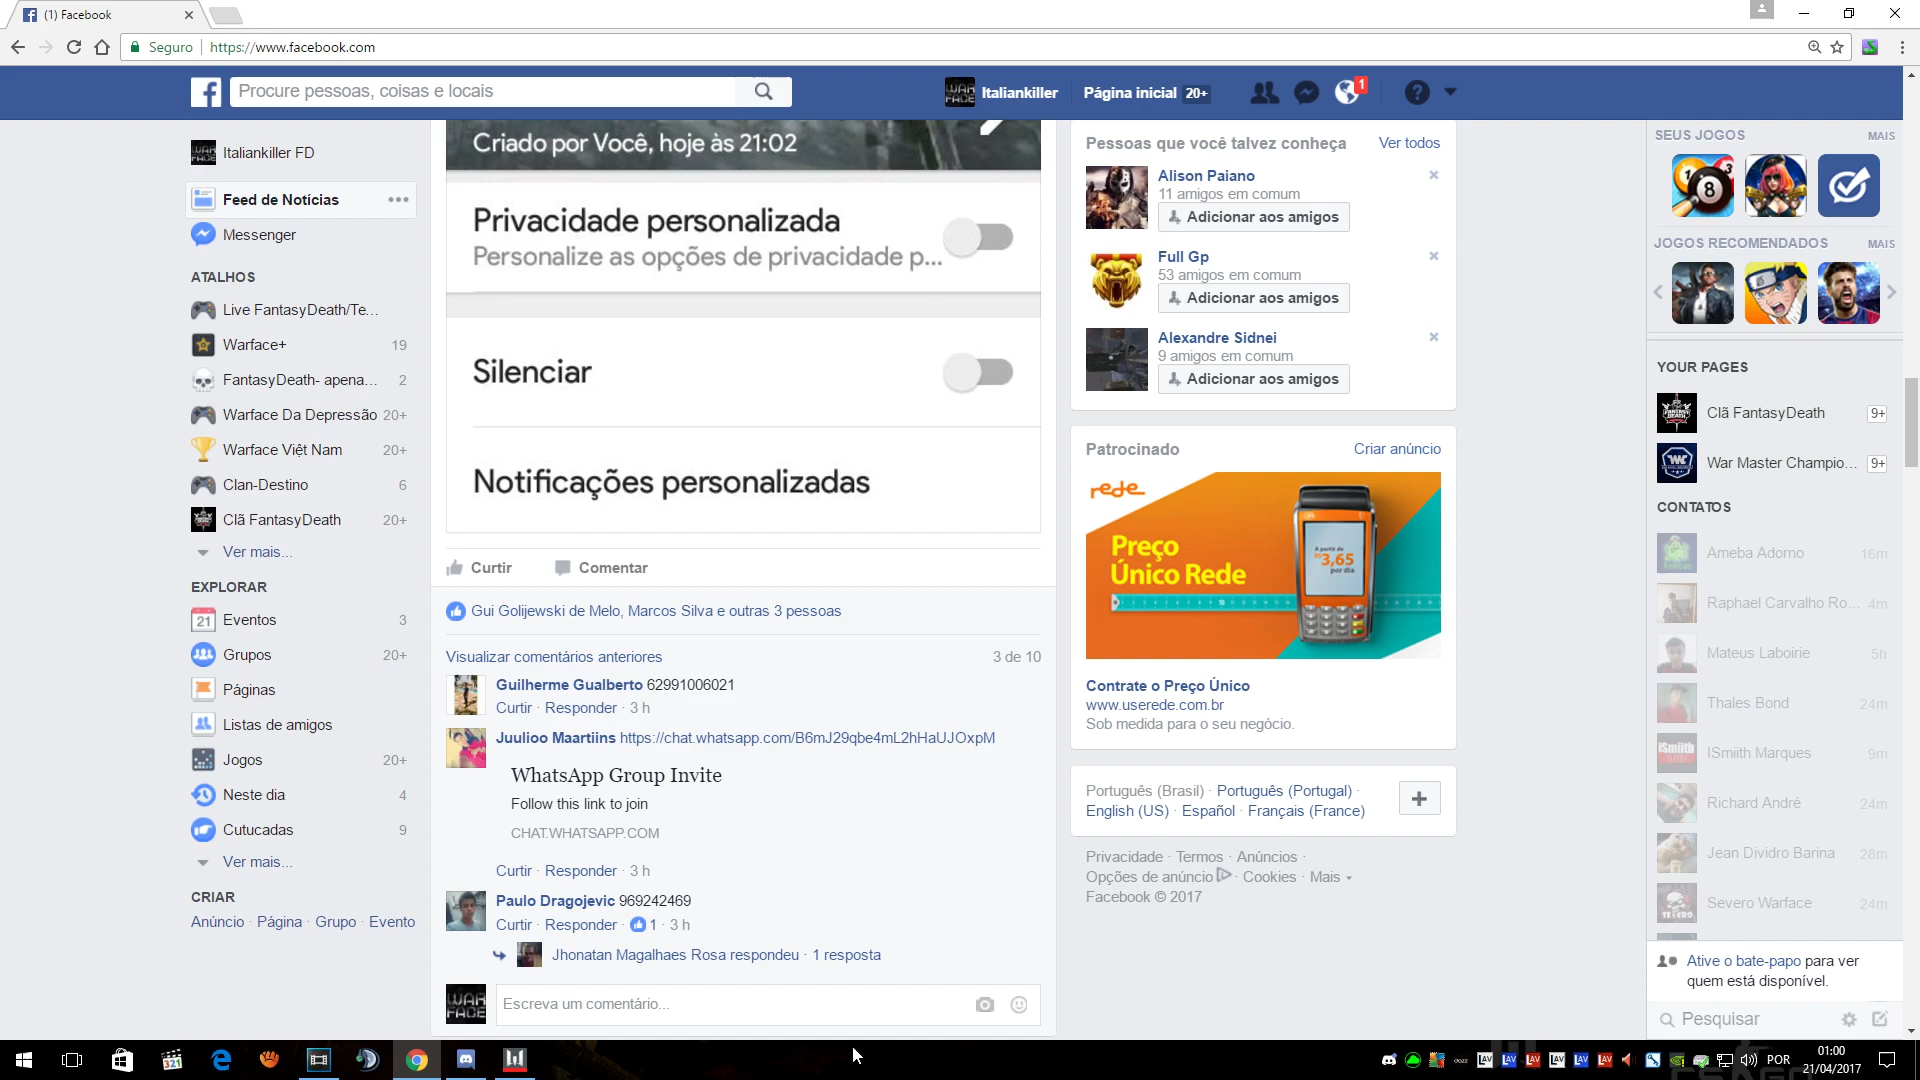 (1) Facebook
Seguro
https://www.facebook.com
Procure pessoas, coisas e locais
Italiankiller
Página inicial 20+
1
Italiankiller FD
Feed de Notícias
Messenger
ATALHOS
Live FantasyDeath/Te...
Warface+ 19
FantasyDeath- apena... 2
Warface Da Depressão 20+
Warface Việt Nam 20+
Clan-Destino 6
Clã FantasyDeath 20+
Ver mais...
EXPLORAR
21 Eventos 3
Grupos 20+
Páginas
Listas de amigos
Jogos 20+
Neste dia 4
Cutucadas 9
Ver mais...
CRIAR
Anúncio · Página · Grupo · Evento
Criado por Você, hoje às 21:02
Privacidade personalizada
Personalize as opções de privacidade p...
Silenciar
Notificações personalizadas
Curtir Comentar
Gui Golijewski de Melo, Marcos Silva e outras 3 pessoas
Visualizar comentários anteriores 3 de 10
Guilherme Gualberto 62991006021
Curtir · Responder · 3 h
Juulioo Maartiins https://chat.whatsapp.com/B6mJ29qbe4mL2hHaUJOxpM
WhatsApp Group Invite
Follow this link to join
CHAT.WHATSAPP.COM
Curtir · Responder · 3 h
Paulo Dragojevic 969242469
Curtir · Responder · 1 · 3 h
Jhonatan Magalhaes Rosa respondeu · 1 resposta
WAR
FACE
Escreva um comentário...
Pessoas que você talvez conheça Ver todos
Alison Paiano
11 amigos em comum
Adicionar aos amigos
Full Gp
53 amigos em comum
Adicionar aos amigos
Alexandre Sidnei
9 amigos em comum
Adicionar aos amigos
Patrocinado Criar anúncio
rede
Preço
Único Rede
A partir de
R$3,65
por dia
Contrate o Preço Único
www.userede.com.br
Sob medida para o seu negócio.
Português (Brasil) · Português (Portugal) ·
English (US) · Español · Français (France)
Privacidade · Termos · Anúncios ·
Opções de anúncio · Cookies · Mais
Facebook © 2017
SEUS JOGOS MAIS
JOGOS RECOMENDADOS MAIS
YOUR PAGES
Clã FantasyDeath 9+
War Master Champio... 9+
CONTATOS
Ameba Adorno 16m
Raphael Carvalho Ro... 4m
Mateus Laboirie 5h
Thales Bond 24m
ISmiith Marques 9m
Richard André 24m
Jean Dividro Barina 28m
Severo Warface 24m
Ative o bate-papo para ver
quem está disponível.
Pesquisar
POR
01:00
21/04/2017